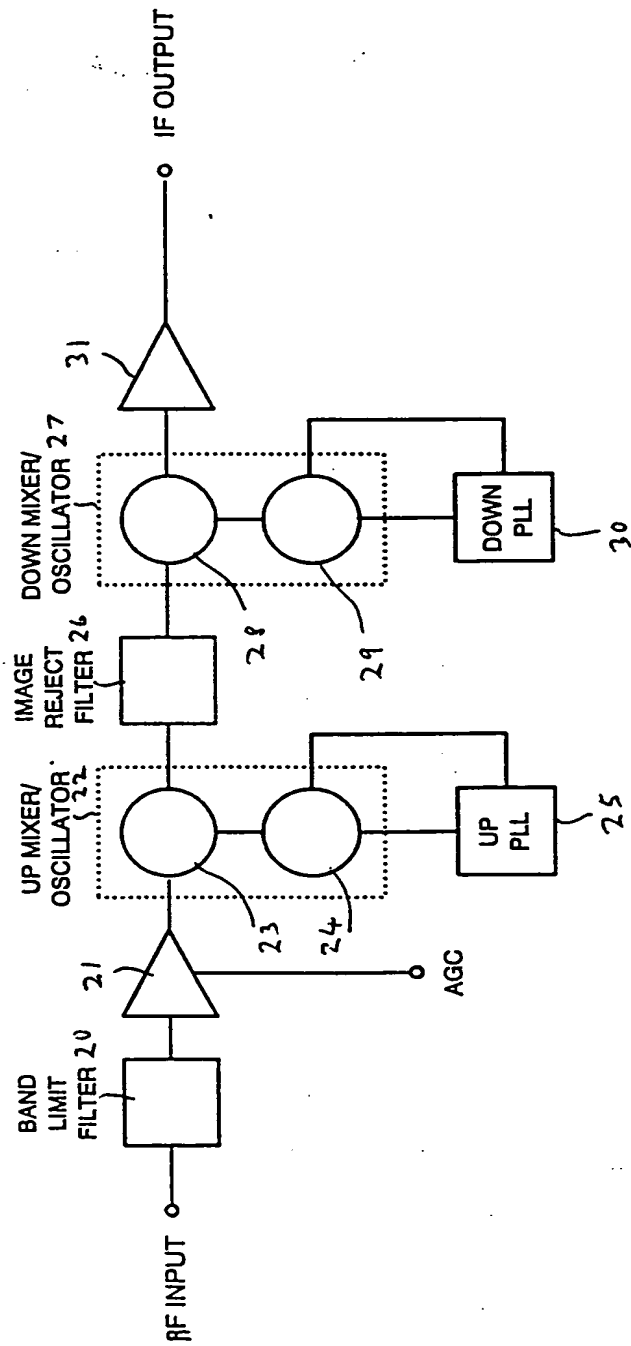 RF INPUT
BAND
LIMIT
FILTER 20
21
AGC
UP MIXER/
OSCILLATOR 22
23
24
UP
PLL
25
IMAGE
REJECT
FILTER 26
DOWN MIXER/
OSCILLATOR 27
28
29
DOWN
PLL
30
31
IF OUTPUT